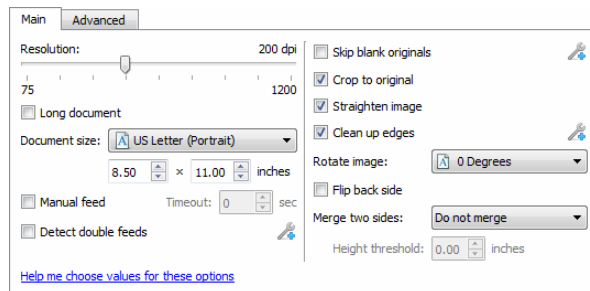 Main Advanced
Resolution: 200 dpi
75 1200
Long document
Document size: US Letter (Portrait)
8.50 × 11.00 inches
Manual feed Timeout: 0 sec
Detect double feeds
Help me choose values for these options
Skip blank originals
Crop to original
Straighten image
Clean up edges
Rotate image: 0 Degrees
Flip back side
Merge two sides: Do not merge
Height threshold: 0.00 inches